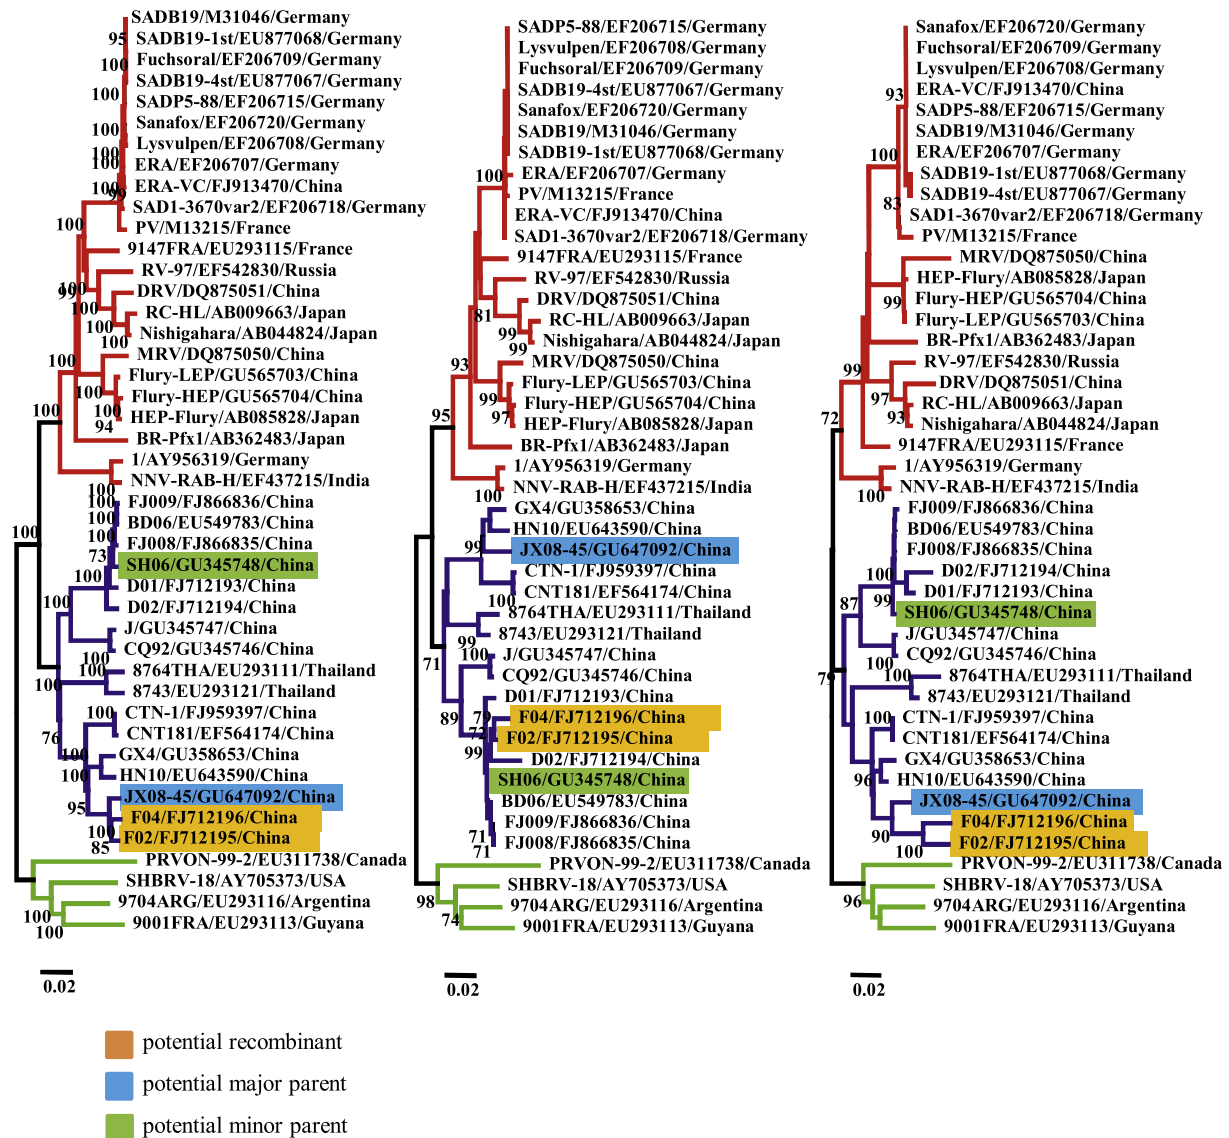 SADB19/M31046/Germany
95
SADB19-1st/EU877068/Germany
100
Fuchsoral/EF206709/Germany
SADB19-4st/EU877067/Germany
100
SADP5-88/EF206715/Germany
100
Sanafox/EF206720/Germany
Lysvulpen/EF206708/Germany
100
100
ERA/EF206707/Germany
100
ERA-VC/FJ913470/China
99
SAD1-3670var2/EF206718/Germany
100
PV/M13215/France
9147FRA/EU293115/France
RV-97/EF542830/Russia
99
100
DRV/DQ875051/China
100
RC-HL/AB009663/Japan
100
Nishigahara/AB044824/Japan
100
MRV/DQ875050/China
100
Flury-LEP/GU565703/China
100
Flury-HEP/GU565704/China
100
100
HEP-Flury/AB085828/Japan
94
BR-Pfx1/AB362483/Japan
1/AY956319/Germany
NNV-RAB-H/EF437215/India
100
100
FJ009/FJ866836/China
100
BD06/EU549783/China
100
100
FJ008/FJ866835/China
73
SH06/GU345748/China
100
D01/FJ712193/China
100
D02/FJ712194/China
J/GU345747/China
CQ92/GU345746/China
100
8764THA/EU293111/Thailand
100
100
8743/EU293121/Thailand
100
CTN-1/FJ959397/China
76
CNT181/EF564174/China
100
GX4/GU358653/China
100
HN10/EU643590/China
JX08-45/GU647092/China
95
F04/FJ712196/China
100
F02/FJ712195/China
85
PRVON-99-2/EU311738/Canada
SHBRV-18/AY705373/USA
9704ARG/EU293116/Argentina
100
9001FRA/EU293113/Guyana
100
0.02
SADP5-88/EF206715/Germany
Lysvulpen/EF206708/Germany
Fuchsoral/EF206709/Germany
SADB19-4st/EU877067/Germany
Sanafox/EF206720/Germany
SADB19/M31046/Germany
SADB19-1st/EU877068/Germany
100
ERA/EF206707/Germany
PV/M13215/France
ERA-VC/FJ913470/China
SAD1-3670var2/EF206718/Germany
9147FRA/EU293115/France
RV-97/EF542830/Russia
DRV/DQ875051/China
81
RC-HL/AB009663/Japan
99
Nishigahara/AB044824/Japan
99
MRV/DQ875050/China
93
Flury-LEP/GU565703/China
99
Flury-HEP/GU565704/China
95
97
HEP-Flury/AB085828/Japan
BR-Pfx1/AB362483/Japan
1/AY956319/Germany
NNV-RAB-H/EF437215/India
100
GX4/GU358653/China
HN10/EU643590/China
99
JX08-45/GU647092/China
CTN-1/FJ959397/China
CNT181/EF564174/China
100
8764THA/EU293111/Thailand
8743/EU293121/Thailand
99
71
100
J/GU345747/China
CQ92/GU345746/China
D01/FJ712193/China
89
79
F04/FJ712196/China
72
F02/FJ712195/China
99
D02/FJ712194/China
SH06/GU345748/China
BD06/EU549783/China
FJ009/FJ866836/China
71
FJ008/FJ866835/China
71
PRVON-99-2/EU311738/Canada
SHBRV-18/AY705373/USA
98
9704ARG/EU293116/Argentina
74
9001FRA/EU293113/Guyana
0.02
Sanafox/EF206720/Germany
Fuchsoral/EF206709/Germany
Lysvulpen/EF206708/Germany
ERA-VC/FJ913470/China
93
SADP5-88/EF206715/Germany
SADB19/M31046/Germany
100
ERA/EF206707/Germany
SADB19-1st/EU877068/Germany
SADB19-4st/EU877067/Germany
83
SAD1-3670var2/EF206718/Germany
PV/M13215/France
MRV/DQ875050/China
HEP-Flury/AB085828/Japan
99
Flury-HEP/GU565704/China
Flury-LEP/GU565703/China
BR-Pfx1/AB362483/Japan
RV-97/EF542830/Russia
99
DRV/DQ875051/China
97
RC-HL/AB009663/Japan
72
93
Nishigahara/AB044824/Japan
9147FRA/EU293115/France
1/AY956319/Germany
NNV-RAB-H/EF437215/India
100
FJ009/FJ866836/China
BD06/EU549783/China
FJ008/FJ866835/China
100
D02/FJ712194/China
D01/FJ712193/China
87
99
SH06/GU345748/China
J/GU345747/China
CQ92/GU345746/China
100
79
100
8764THA/EU293111/Thailand
8743/EU293121/Thailand
100
CTN-1/FJ959397/China
CNT181/EF564174/China
GX4/GU358653/China
96
HN10/EU643590/China
JX08-45/GU647092/China
F04/FJ712196/China
90
F02/FJ712195/China
100
PRVON-99-2/EU311738/Canada
SHBRV-18/AY705373/USA
96
9704ARG/EU293116/Argentina
9001FRA/EU293113/Guyana
0.02
potential recombinant
potential major parent
potential minor parent